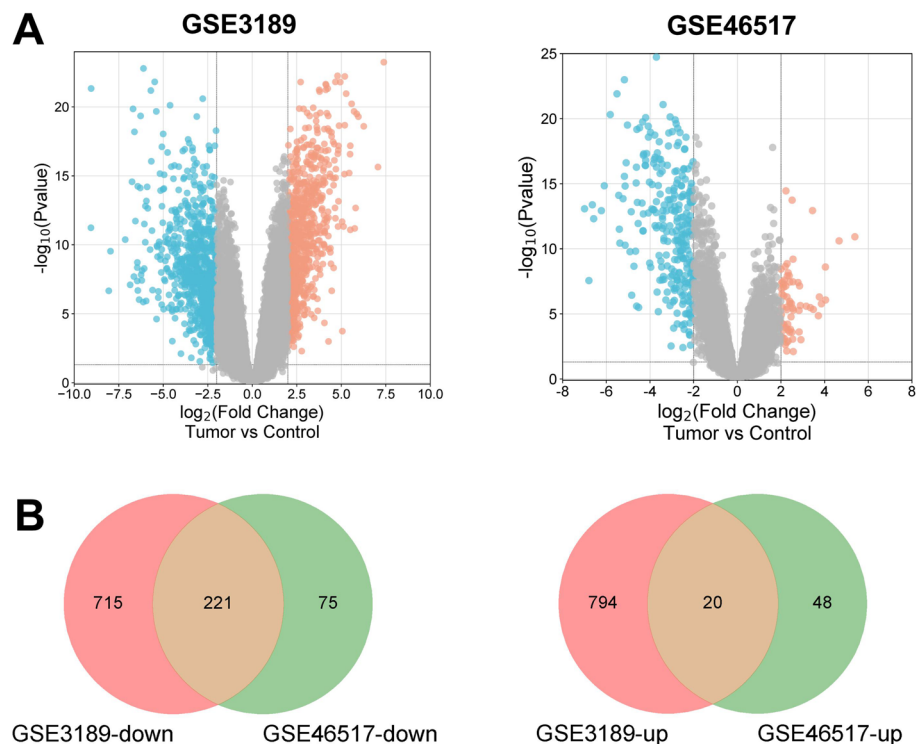 A
GSE3189
GSE46517
-log10(Pvalue)
20
15
10
5
0
−10.0 −7.5 −5.0 −2.5 0.0 2.5 5.0 7.5 10.0
log2(Fold Change)
Tumor vs Control
-log10(Pvalue)
25
20
15
10
5
0
-8 -6 -4 -2 0 2 4 6 8
log2(Fold Change)
Tumor vs Control
B
715 221 75
GSE3189-down GSE46517-down
794 20 48
GSE3189-up GSE46517-up